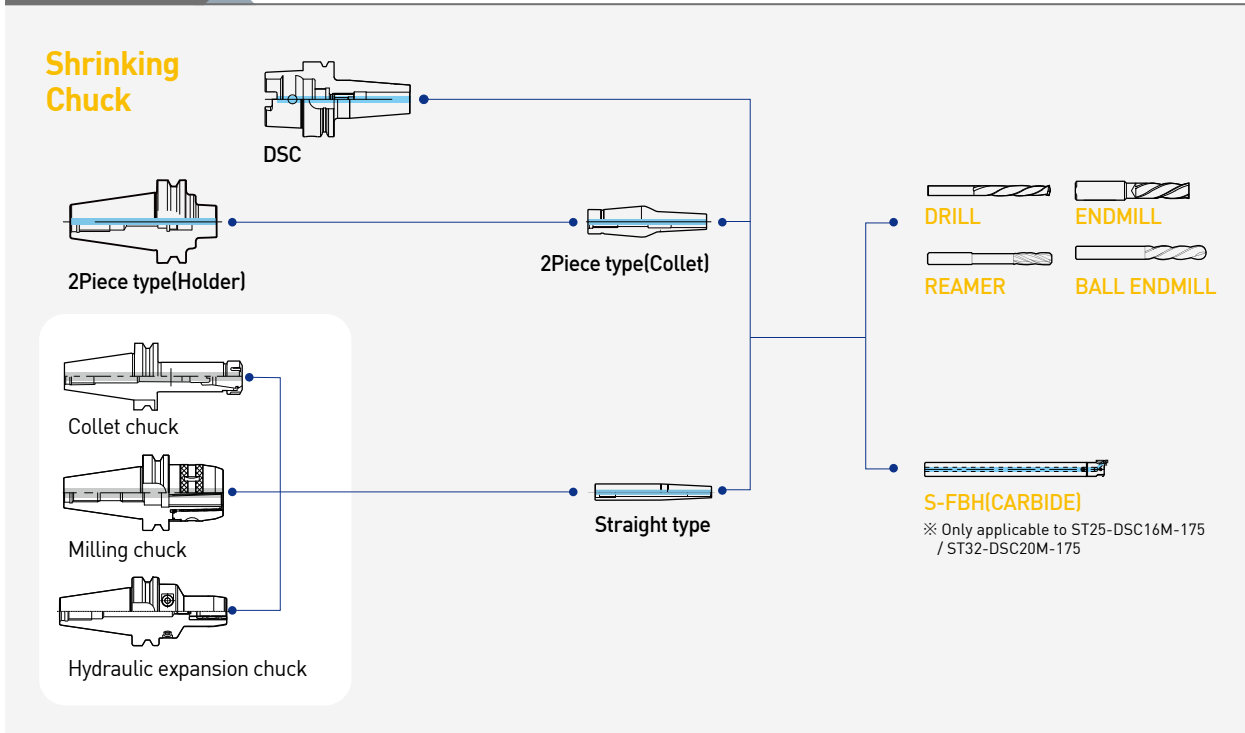 Shrinking
Chuck
DSC
2Piece type(Holder)
2Piece type(Collet)
DRILL
ENDMILL
REAMER
BALL ENDMILL
Collet chuck
Milling chuck
Hydraulic expansion chuck
Straight type
S-FBH(CARBIDE)
※ Only applicable to ST25-DSC16M-175
/ ST32-DSC20M-175